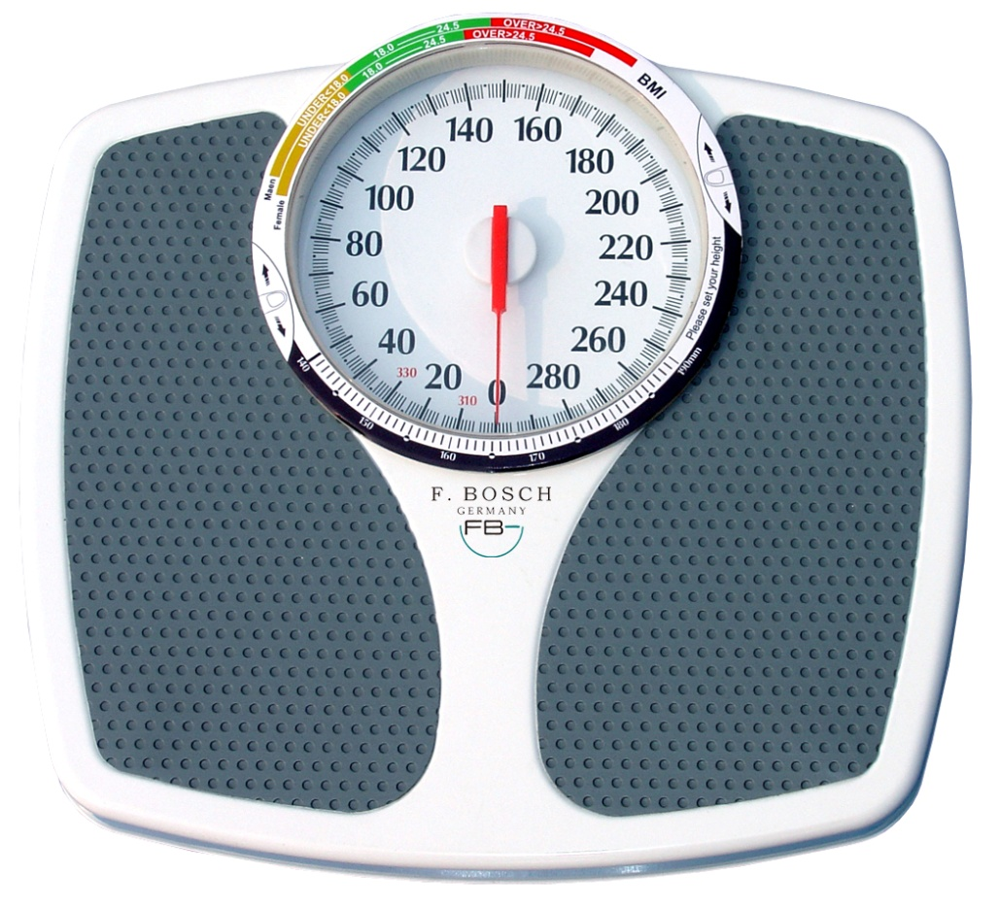 18.0 24.5 OVER>24.5
18.0 24.5 OVER>24.5
UNDER<18.0
UNDER<18.0
BMI
Maen
Female
140 160
120 180
100 200
80 220
60 240
40 260
330 20 280
310 0
Please set your height
140 150 160 170 180 190mm
F. BOSCH
GERMANY
FB